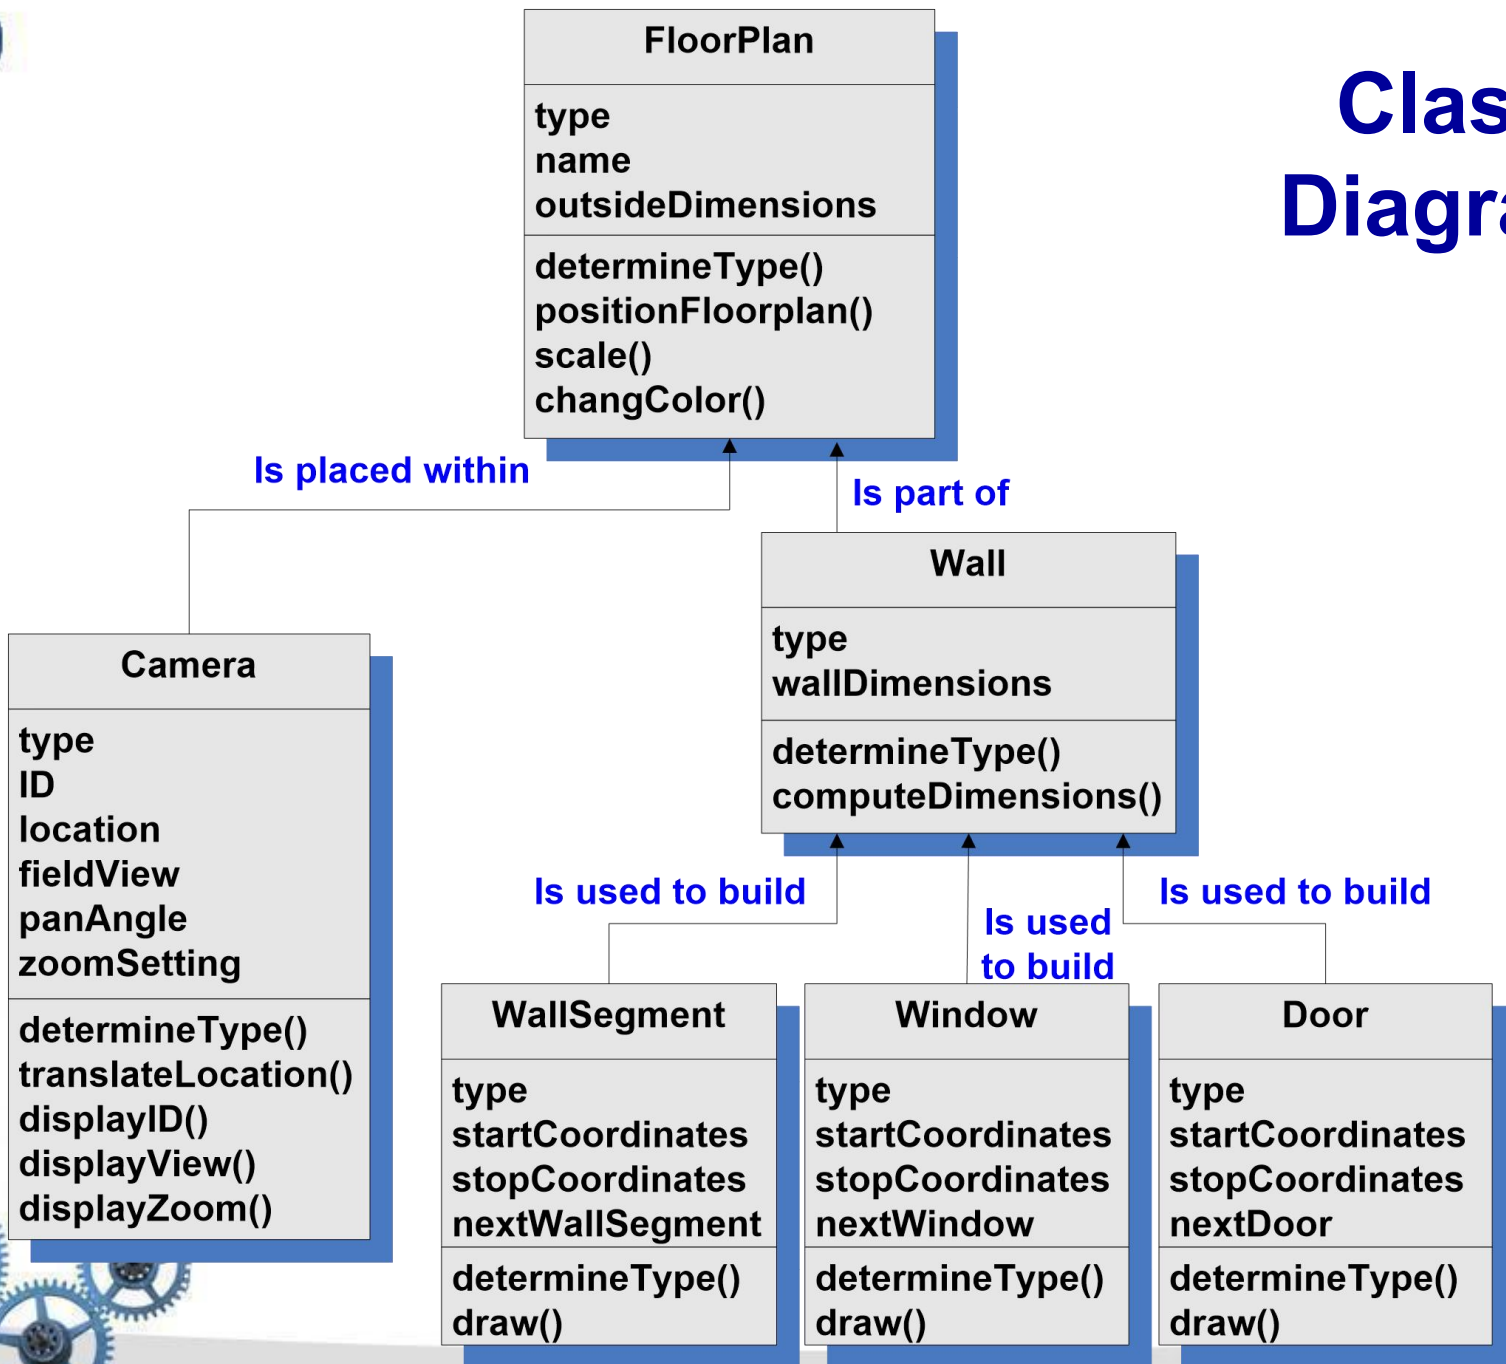 FloorPlan
type
name
outsideDimensions
determineType()
positionFloorplan()
scale()
changColor()
Clas
Diagra
Is placed within
Is part of
Camera
type
ID
location
fieldView
panAngle
zoomSetting
determineType()
translateLocation()
displayID()
displayView()
displayZoom()
Wall
type
wallDimensions
determineType()
computeDimensions()
Is used to build
Is used
to build
Is used to build
WallSegment
type
startCoordinates
stopCoordinates
nextWallSegment
determineType()
draw()
Window
type
startCoordinates
stopCoordinates
nextWindow
determineType()
draw()
Door
type
startCoordinates
stopCoordinates
nextDoor
determineType()
draw()